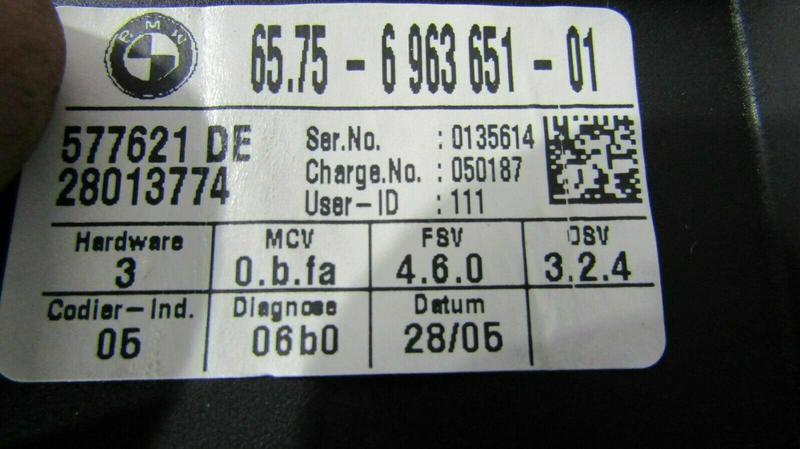 BMW
65.75 - 6 963 651 - 01
577621 DE
28013774
Ser.No. : 0135614
Charge.No. : 050187
User-ID : 111
Hardware MCV FSV OSV
3 0.b.fa 4.6.0 3.2.4
Codier-Ind. Diagnose Datum
05 06b0 28/05